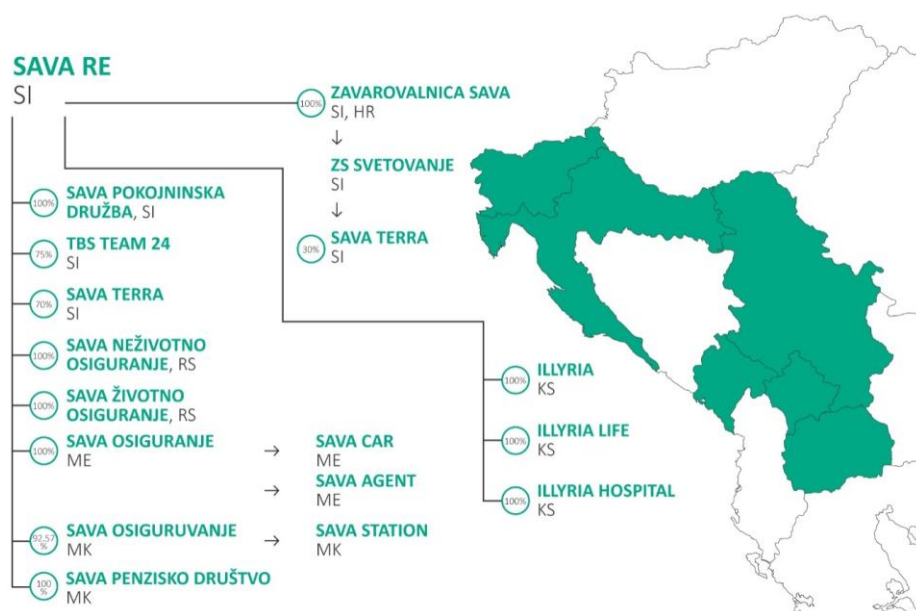 SAVA RE
SI
100%
SAVA POKOJNINSKA
DRUŽBA, SI
75%
TBS TEAM 24
SI
70%
SAVA TERRA
SI
100%
SAVA NEŽIVOTNO
OSIGURANJE, RS
100%
SAVA ŽIVOTNO
OSIGURANJE, RS
100%
SAVA OSIGURANJE
ME
→
SAVA CAR
ME
→
SAVA AGENT
ME
92,57
%
SAVA OSIGURUVANJE
MK
→
SAVA STATION
MK
100
%
SAVA PENZISKO DRUŠTVO
MK
100%
ZAVAROVALNICA SAVA
SI, HR
↓
ZS SVETOVANJE
SI
↓
30%
SAVA TERRA
SI
100%
ILLYRIA
KS
100%
ILLYRIA LIFE
KS
100%
ILLYRIA HOSPITAL
KS